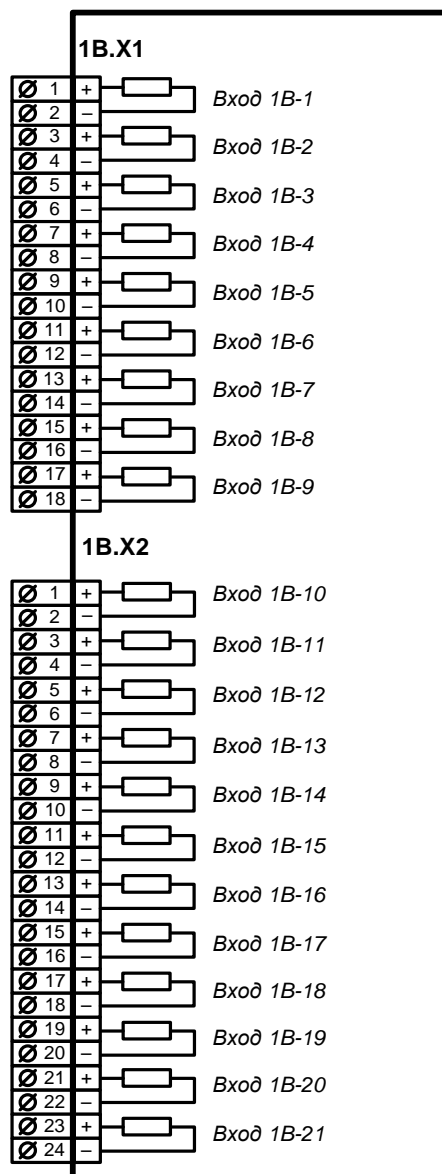 1B.X1
1 +
Вход 1В-1
2 –
3 +
Вход 1В-2
4 –
5 +
Вход 1В-3
6 –
7 +
Вход 1В-4
8 –
9 +
Вход 1В-5
10 –
11 +
Вход 1В-6
12 –
13 +
Вход 1В-7
14 –
15 +
Вход 1В-8
16 –
17 +
Вход 1В-9
18 –
1B.X2
1 +
Вход 1В-10
2 –
3 +
Вход 1В-11
4 –
5 +
Вход 1В-12
6 –
7 +
Вход 1В-13
8 –
9 +
Вход 1В-14
10 –
11 +
Вход 1В-15
12 –
13 +
Вход 1В-16
14 –
15 +
Вход 1В-17
16 –
17 +
Вход 1В-18
18 –
19 +
Вход 1В-19
20 –
21 +
Вход 1В-20
22 –
23 +
Вход 1В-21
24 –